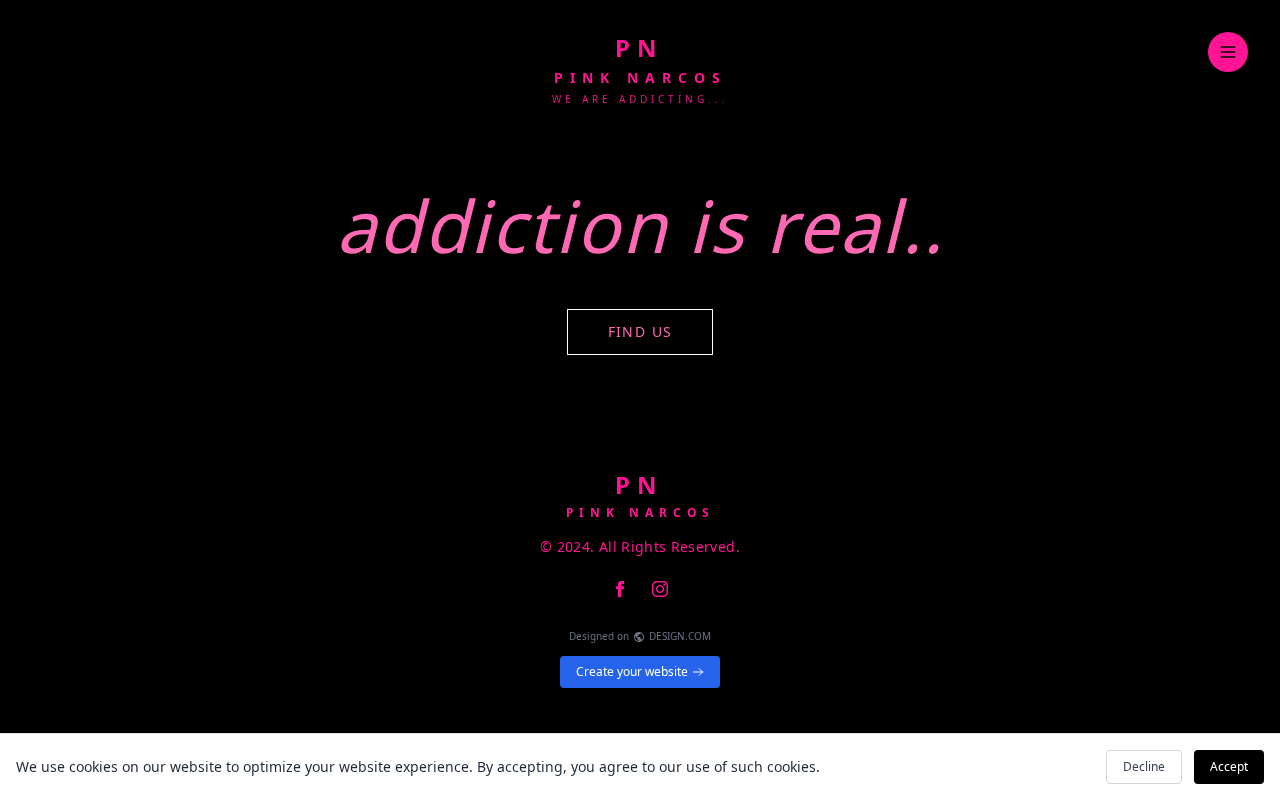 PN
PINK NARCOS
WE ARE ADDICTING...
addiction is real..
FIND US
PN
PINK NARCOS
© 2024. All Rights Reserved.
Designed on DESIGN.COM
Create your website
We use cookies on our website to optimize your website experience. By accepting, you agree to our use of such cookies.
Decline
Accept